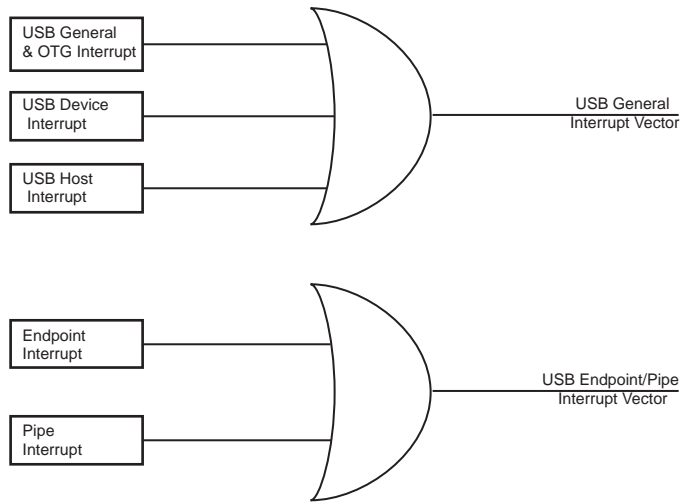 USB General
& OTG Interrupt
USB Device
Interrupt
USB Host
Interrupt
USB General
Interrupt Vector
Endpoint
Interrupt
Pipe
Interrupt
USB Endpoint/Pipe
Interrupt Vector